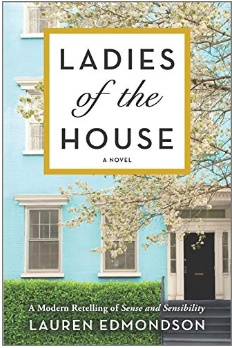 LADIES
of the
HOUSE
A NOVEL
A Modern Retelling of Sense and Sensibility
LAUREN EDMONDSON